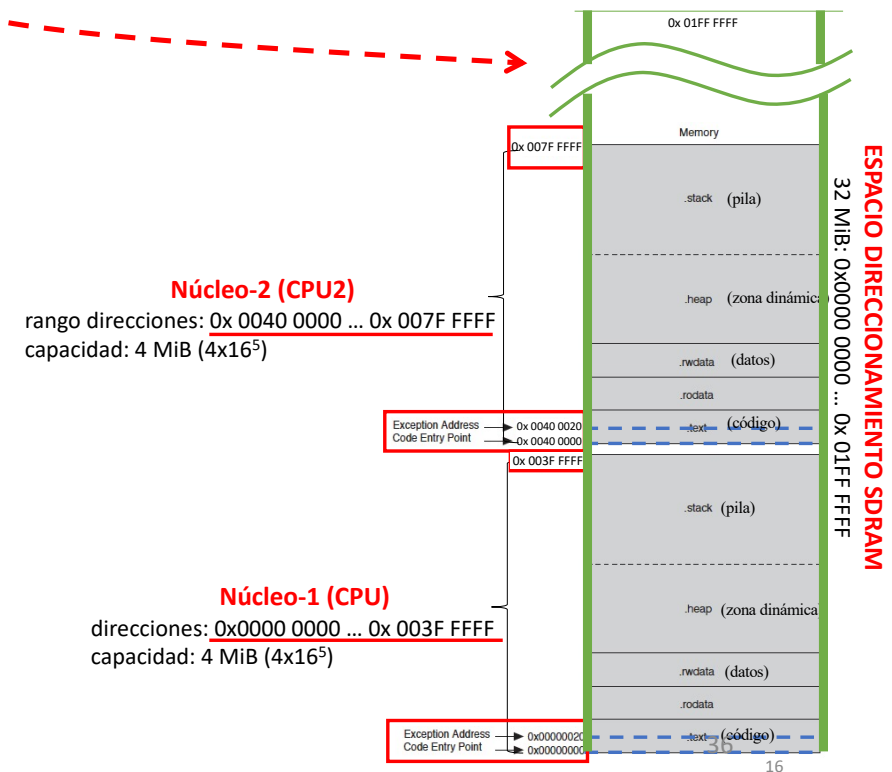 0x 01FF FFFF
Memory
0x 007F FFFF
.stack (pila)
Núcleo-2 (CPU2)
rango direcciones: 0x 0040 0000 ... 0x 007F FFFF
capacidad: 4 MiB (4x16⁵)
.heap (zona dinámica)
.rwdata (datos)
.rodata
Exception Address 0x 0040 0020
.text (código)
Code Entry Point 0x 0040 0000
0x 003F FFFF
.stack (pila)
Núcleo-1 (CPU)
direcciones: 0x0000 0000 ... 0x 003F FFFF
capacidad: 4 MiB (4x16⁵)
.heap (zona dinámica)
.rwdata (datos)
.rodata
Exception Address 0x00000020
.text (código)
Code Entry Point 0x00000000
36
16
ESPACIO DIRECCIONAMIENTO SDRAM
32 MiB: 0x0000 0000 ... 0x 01FF FFFF